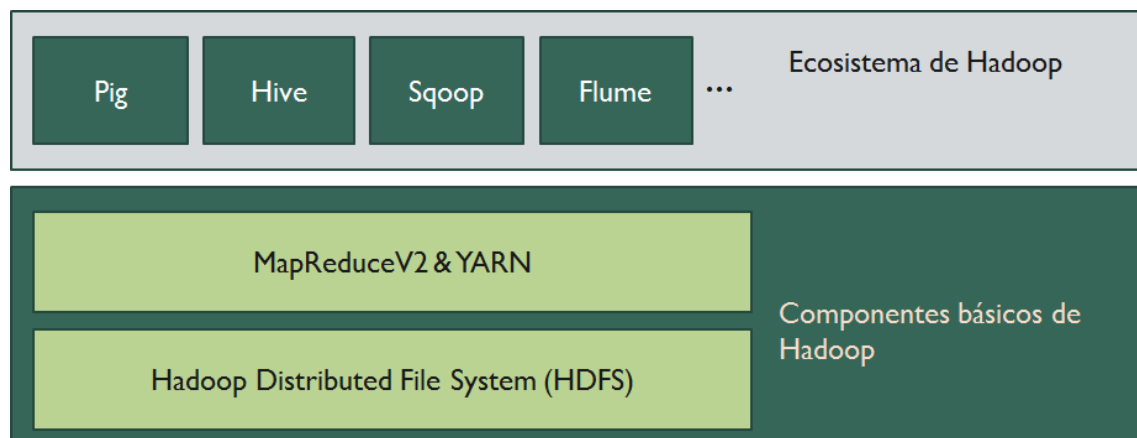 Pig
Hive
Sqoop
Flume
...
Ecosistema de Hadoop
MapReduceV2 & YARN
Hadoop Distributed File System (HDFS)
Componentes básicos de
Hadoop